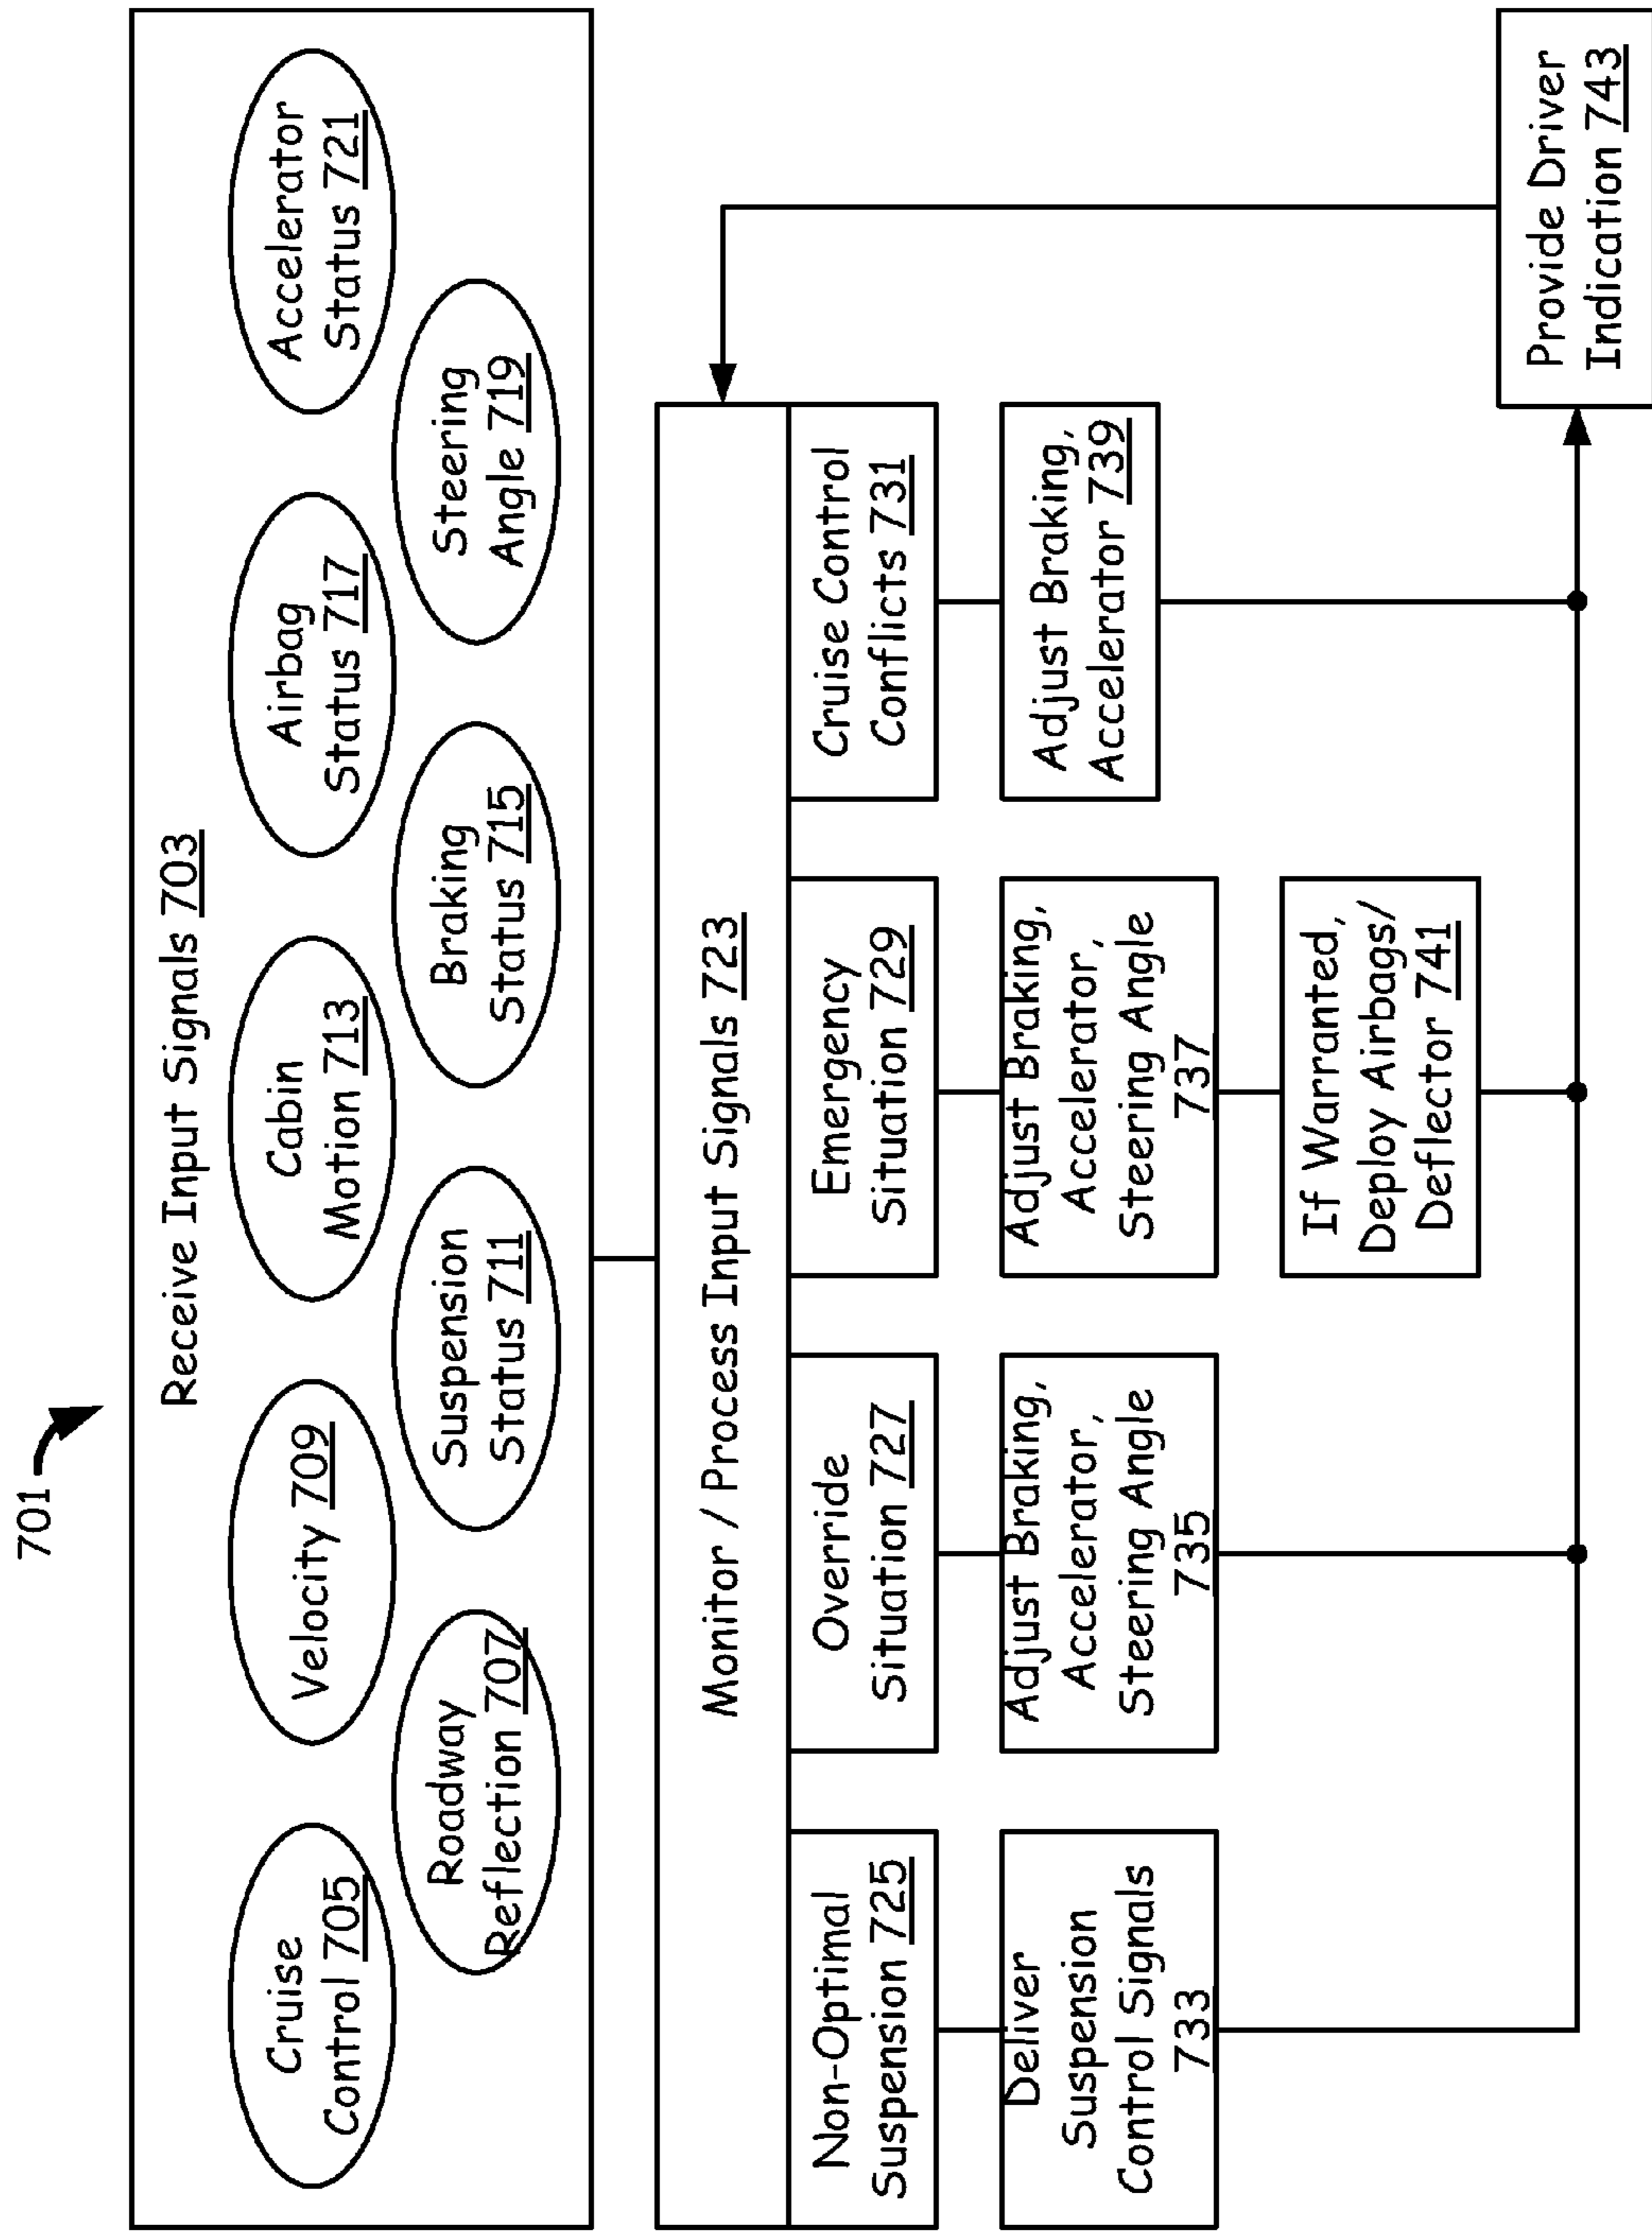 701
Receive Input Signals 703
Cruise
Control 705
Velocity 709
Cabin
Motion 713
Airbag
Status 717
Accelerator
Status 721
Roadway
Reflection 707
Suspension
Status 711
Braking
Status 715
Steering
Angle 719
Monitor / Process Input Signals 723
Non-Optimal
Suspension 725
Override
Situation 727
Emergency
Situation 729
Cruise Control
Conflicts 731
Deliver
Suspension
Control Signals
733
Adjust Braking,
Accelerator,
Steering Angle
735
Adjust Braking,
Accelerator,
Steering Angle
737
Adjust Braking,
Accelerator 739
If Warranted,
Deploy Airbags/
Deflector 741
Provide Driver
Indication 743